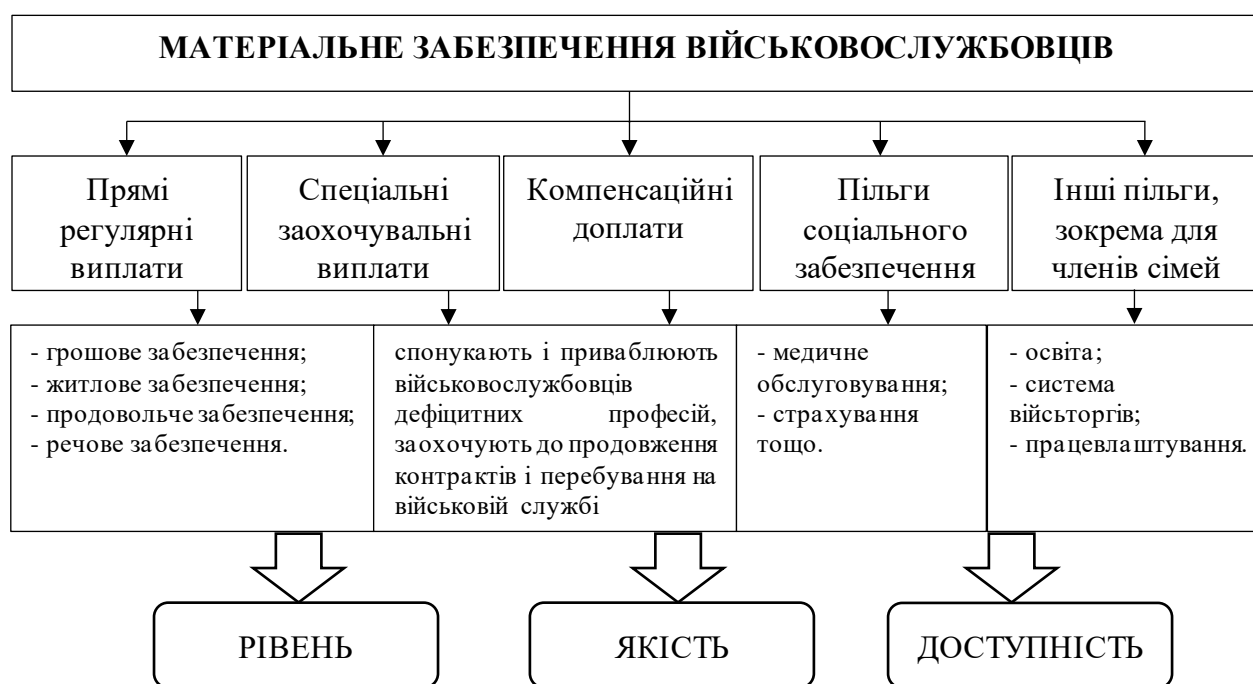 МАТЕРІАЛЬНЕ ЗАБЕЗПЕЧЕННЯ ВІЙСЬКОВОСЛУЖБОВЦІВ
Прямі
регулярні
виплати
Спеціальні
заохочувальні
виплати
Компенсаційні
доплати
Пільги
соціального
забезпечення
Інші пільги,
зокрема для
членів сімей
- грошове забезпечення;
- житлове забезпечення;
- продовольче забезпечення;
- речове забезпечення.
спонукають і приваблюють
військовослужбовців
дефіцитних професій,
заохочують до продовження
контрактів і перебування на
військовій службі
- медичне
обслуговування;
- страхування
тощо.
- освіта;
- система
військторгів;
- працевлаштування.
РІВЕНЬ
ЯКІСТЬ
ДОСТУПНІСТЬ